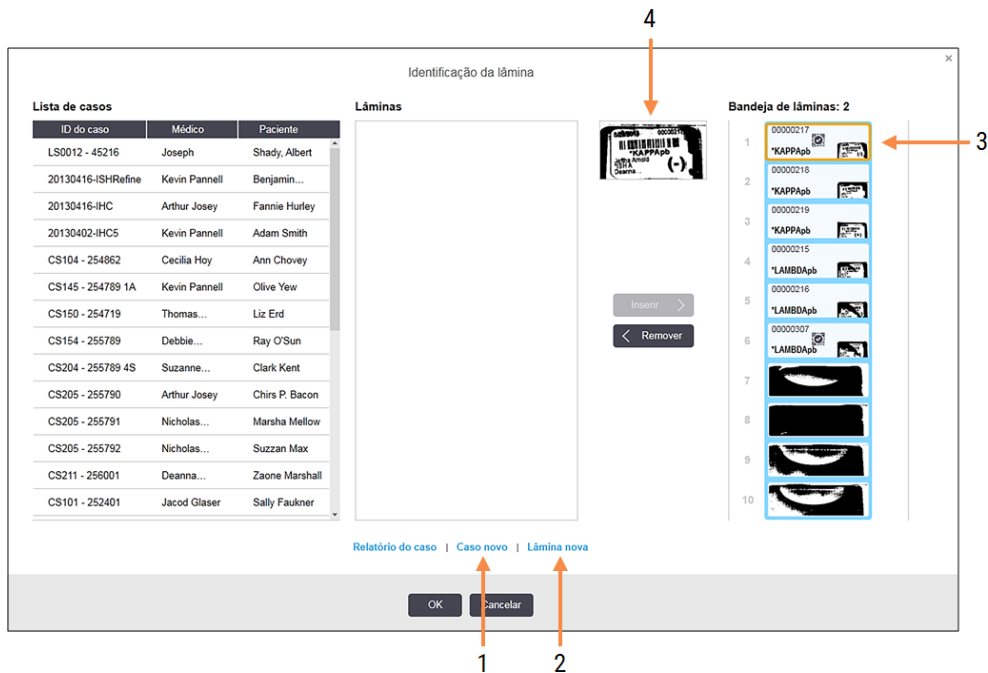 4
×
Identificação da lâmina
Lista de casos
Lâminas
Bandeja de lâminas: 2
ID do caso Médico Paciente
LS0012 - 45216 Joseph Shady, Albert
20130416-ISHRefine Kevin Pannell Benjamin...
20130416-IHC Arthur Josey Fannie Hurley
20130402-IHC5 Kevin Pannell Adam Smith
CS104 - 254862 Cecilia Hoy Ann Chovey
CS145 - 254789 1A Kevin Pannell Olive Yew
CS150 - 254719 Thomas... Liz Erd
CS154 - 255789 Debbie... Ray O'Sun
CS204 - 255789 4S Suzanne... Clark Kent
CS205 - 255790 Arthur Josey Chirs P. Bacon
CS205 - 255791 Nicholas... Marsha Mellow
CS205 - 255792 Nicholas... Suzzan Max
CS211 - 256001 Deanna... Zaone Marshall
CS101 - 252401 Jacod Glaser Sally Faukner
*KAPPApb
Arnold
ISH A
Deanna...
(-)
Inserir
Remover
1
00000217
*KAPPApb
3
2
00000218
*KAPPApb
3
00000219
*KAPPApb
4
00000215
*LAMBDApb
5
00000216
*LAMBDApb
6
00000307
*LAMBDApb
7
8
9
10
Relatório do caso | Caso novo | Lâmina nova
OK
Cancelar
1
2